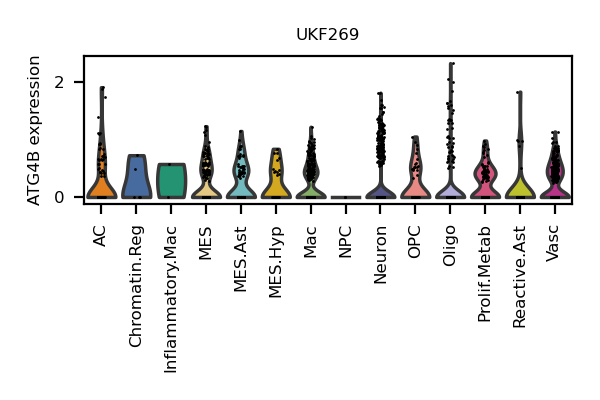 UKF269
ATG4B expression
2
0
AC
Chromatin.Reg
Inflammatory.Mac
MES
MES.Ast
MES.Hyp
Mac
NPC
Neuron
OPC
Oligo
Prolif.Metab
Reactive.Ast
Vasc